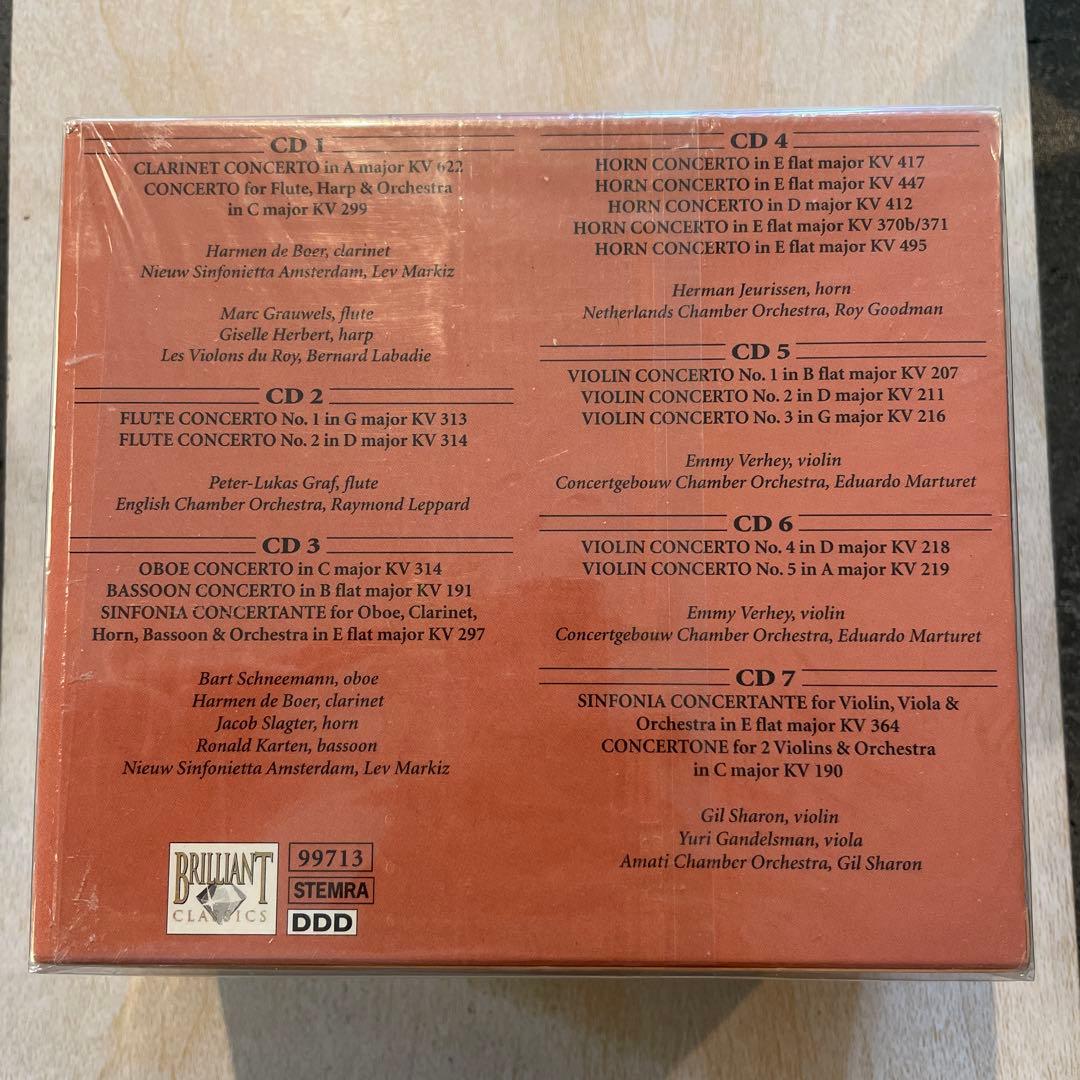 CD 1
CLARINET CONCERTO in A major KV 622
CONCERTO for Flute, Harp & Orchestra
in C major KV 299
Harmen de Boer, clarinet
Nieuw Sinfonietta Amsterdam, Lev Markiz
Marc Grauwels, flute
Giselle Herbert, harp
Les Violons du Roy, Bernard Labadie
CD 2
FLUTE CONCERTO No. 1 in G major KV 313
FLUTE CONCERTO No. 2 in D major KV 314
Peter-Lukas Graf, flute
English Chamber Orchestra, Raymond Leppard
CD 3
OBOE CONCERTO in C major KV 314
BASSOON CONCERTO in B flat major KV 191
SINFONIA CONCERTANTE for Oboe, Clarinet,
Horn, Bassoon & Orchestra in E flat major KV 297
Bart Schneemann, oboe
Harmen de Boer, clarinet
Jacob Slagter, horn
Ronald Karten, bassoon
Nieuw Sinfonietta Amsterdam, Lev Markiz
BRILLIANT
CLASSICS
99713
STEMRA
DDD
CD 4
HORN CONCERTO in E flat major KV 417
HORN CONCERTO in E flat major KV 447
HORN CONCERTO in D major KV 412
HORN CONCERTO in E flat major KV 370b/371
HORN CONCERTO in E flat major KV 495
Herman Jeurissen, horn
Netherlands Chamber Orchestra, Roy Goodman
CD 5
VIOLIN CONCERTO No. 1 in B flat major KV 207
VIOLIN CONCERTO No. 2 in D major KV 211
VIOLIN CONCERTO No. 3 in G major KV 216
Emmy Verhey, violin
Concertgebouw Chamber Orchestra, Eduardo Marturet
CD 6
VIOLIN CONCERTO No. 4 in D major KV 218
VIOLIN CONCERTO No. 5 in A major KV 219
Emmy Verhey, violin
Concertgebouw Chamber Orchestra, Eduardo Marturet
CD 7
SINFONIA CONCERTANTE for Violin, Viola &
Orchestra in E flat major KV 364
CONCERTONE for 2 Violins & Orchestra
in C major KV 190
Gil Sharon, violin
Yuri Gandelsman, viola
Amati Chamber Orchestra, Gil Sharon